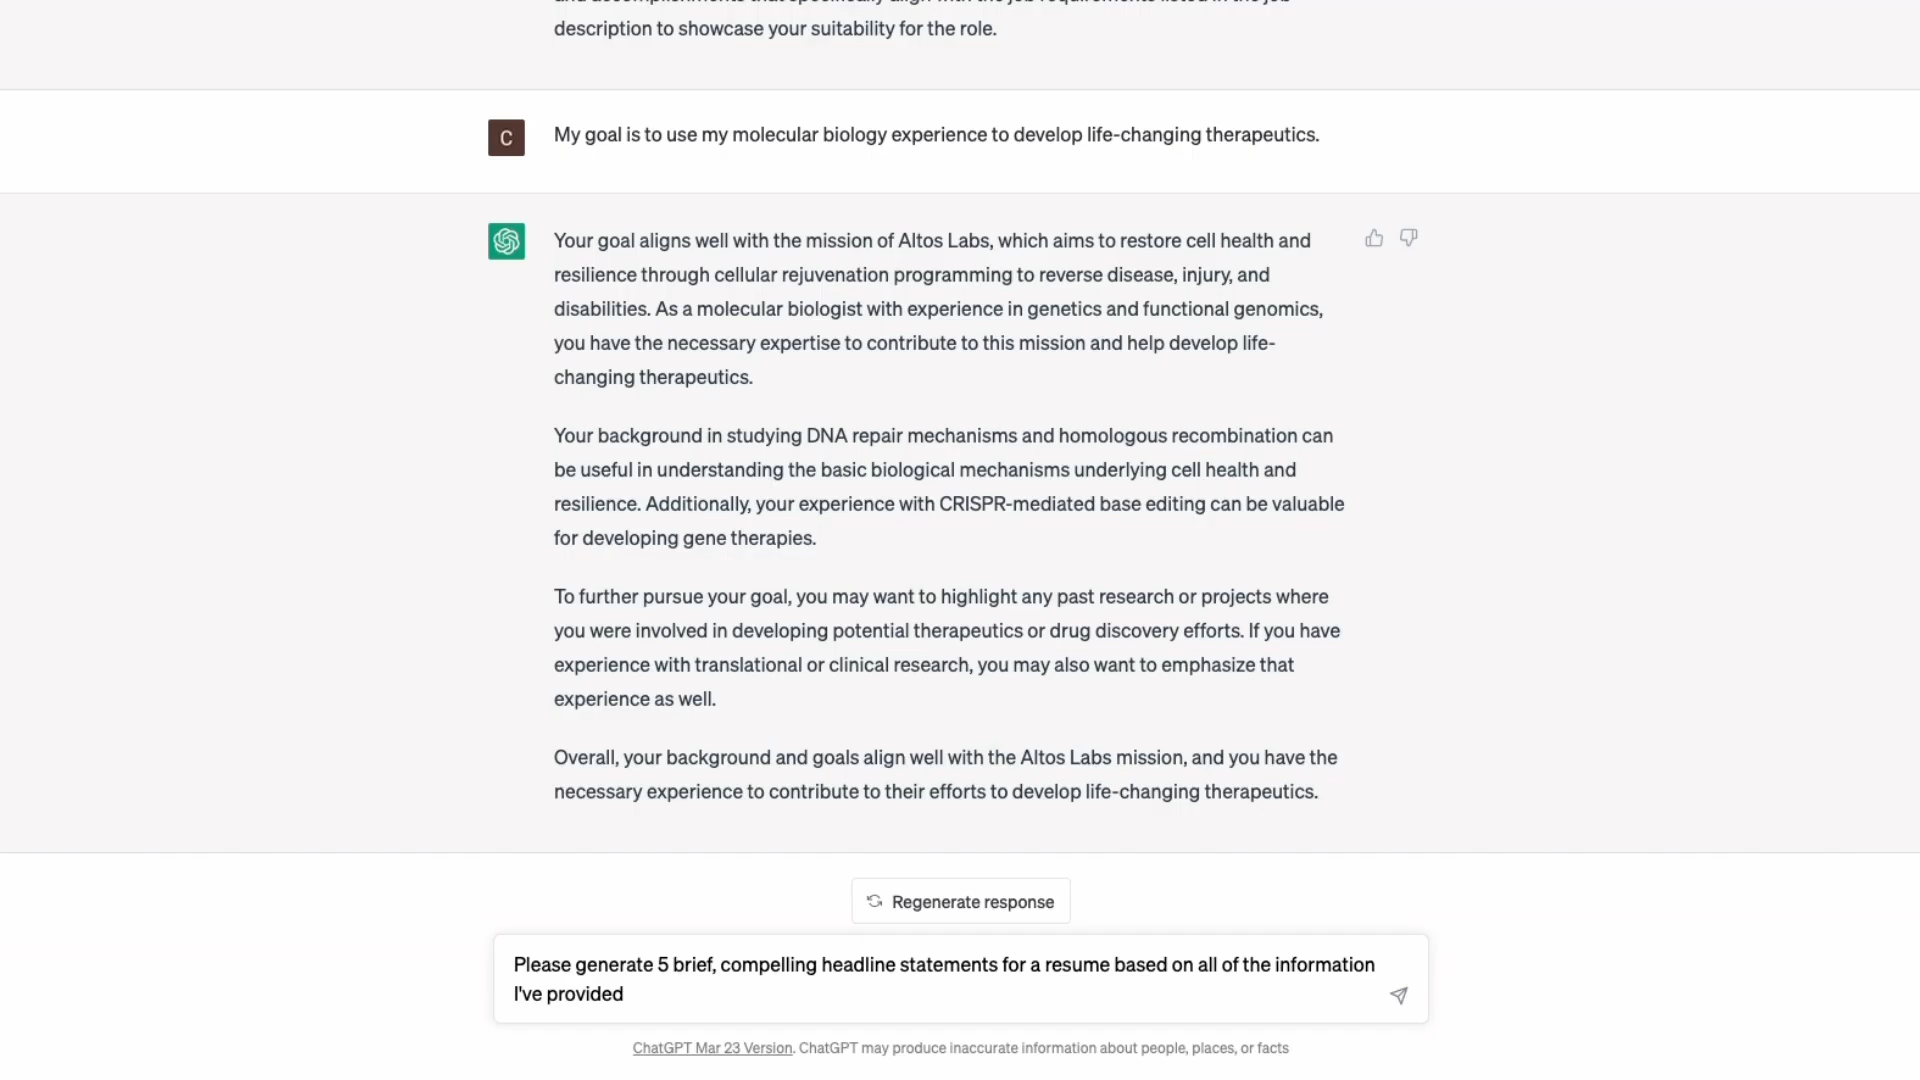 description to showcase your suitability for the role.
C
My goal is to use my molecular biology experience to develop life-changing therapeutics.
Your goal aligns well with the mission of Altos Labs, which aims to restore cell health and
resilience through cellular rejuvenation programming to reverse disease, injury, and
disabilities. As a molecular biologist with experience in genetics and functional genomics,
you have the necessary expertise to contribute to this mission and help develop life-
changing therapeutics.
Your background in studying DNA repair mechanisms and homologous recombination can
be useful in understanding the basic biological mechanisms underlying cell health and
resilience. Additionally, your experience with CRISPR-mediated base editing can be valuable
for developing gene therapies.
To further pursue your goal, you may want to highlight any past research or projects where
you were involved in developing potential therapeutics or drug discovery efforts. If you have
experience with translational or clinical research, you may also want to emphasize that
experience as well.
Overall, your background and goals align well with the Altos Labs mission, and you have the
necessary experience to contribute to their efforts to develop life-changing therapeutics.
Regenerate response
Please generate 5 brief, compelling headline statements for a resume based on all of the information
I've provided
ChatGPT Mar 23 Version. ChatGPT may produce inaccurate information about people, places, or facts